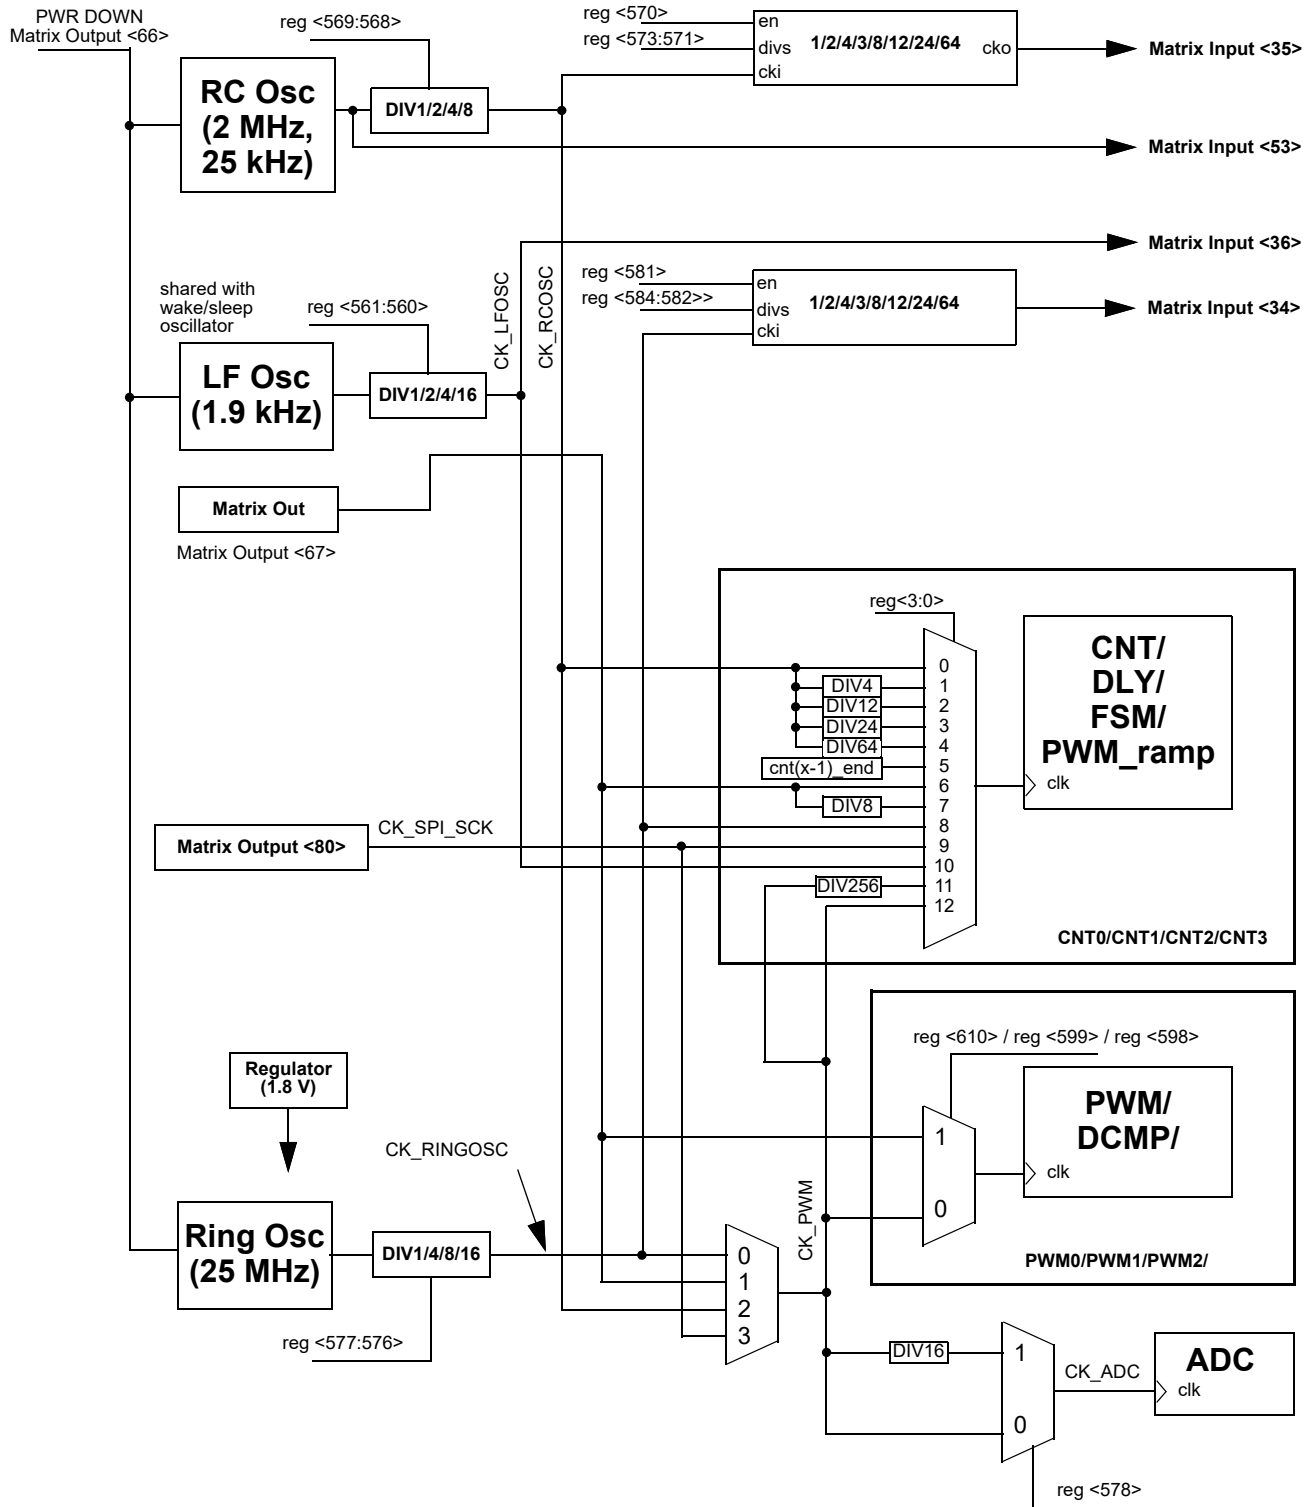 PWR DOWN
Matrix Output <66>
reg <569:568>
reg <570>
reg <573:571>
en
divs
cki
1/2/4/3/8/12/24/64
cko
Matrix Input <35>
RC Osc
(2 MHz,
25 kHz)
DIV1/2/4/8
Matrix Input <53>
Matrix Input <36>
CK_LFOSC
CK_RCOSC
shared with
wake/sleep
oscillator
reg <561:560>
reg <581>
reg <584:582>>
en
divs
cki
1/2/4/3/8/12/24/64
Matrix Input <34>
LF Osc
(1.9 kHz)
DIV1/2/4/16
Matrix Out
Matrix Output <67>
reg<3:0>
0
DIV4 1
DIV12 2
DIV24 3
DIV64 4
cnt(x-1)_end 5
6
DIV8 7
8
9
10
DIV256 11
12
CNT/
DLY/
FSM/
PWM_ramp
clk
CNT0/CNT1/CNT2/CNT3
CK_SPI_SCK
Matrix Output <80>
reg <610> / reg <599> / reg <598>
1
0
PWM/
DCMP/
clk
PWM0/PWM1/PWM2/
Regulator
(1.8 V)
CK_RINGOSC
CK_PWM
Ring Osc
(25 MHz)
DIV1/4/8/16
reg <577:576>
0
1
2
3
DIV16
1
0
CK_ADC
ADC
clk
reg <578>